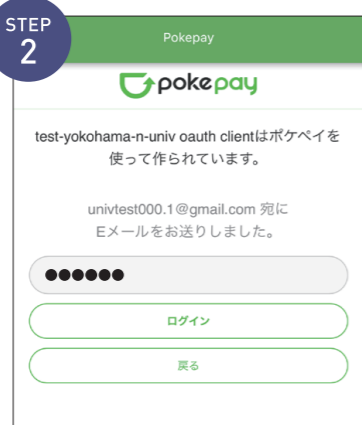 STEP
2
Pokepay
pokepay
test-yokohama-n-univ oauth clientはポケペイを
使って作られています。
univtest000.1@gmail.com 宛に
Eメールをお送りしました。
●●●●●●
ログイン
戻る